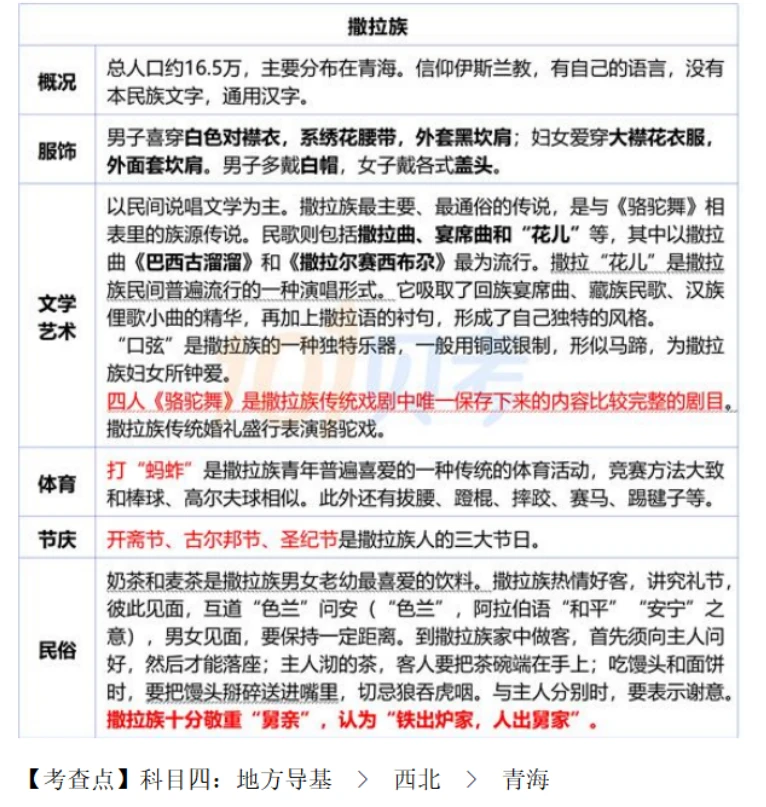 撒拉族
概况
总人口约16.5万，主要分布在青海。信仰伊斯兰教，有自己的语言，没有
本民族文字，通用汉字。
服饰
男子喜穿白色对襟衣，系绣花腰带，外套黑坎肩；妇女爱穿大襟花衣服，
外面套坎肩。男子多戴白帽，女子戴各式盖头。
文学
艺术
以民间说唱文学为主。撒拉族最主要、最通俗的传说，是与《骆驼舞》相
表里的族源传说。民歌则包括撒拉曲、宴席曲和“花儿”等，其中以撒拉
曲《巴西古溜溜》和《撒拉尔赛西布尕》最为流行。撒拉“花儿”是撒拉
族民间普遍流行的一种演唱形式。它吸取了回族宴席曲、藏族民歌、汉族
俚歌小曲的精华，再加上撒拉语的衬句，形成了自己独特的风格。
“口弦”是撒拉族的一种独特乐器，一般用铜或银制，形似马蹄，为撒拉
族妇女所钟爱。
四人《骆驼舞》是撒拉族传统戏剧中唯一保存下来的内容比较完整的剧目。
撒拉族传统婚礼盛行表演骆驼戏。
体育
打“蚂蚱”是撒拉族青年普遍喜爱的一种传统的体育活动，竞赛方法大致
和棒球、高尔夫球相似。此外还有拔腰、蹬棍、摔跤、赛马、踢毽子等。
节庆
开斋节、古尔邦节、圣纪节是撒拉族人的三大节日。
民俗
奶茶和麦茶是撒拉族男女老幼最喜爱的饮料。撒拉族热情好客，讲究礼节，
彼此见面，互道“色兰”问安（“色兰”，阿拉伯语“和平”“安宁”之
意），男女见面，要保持一定距离。到撒拉族家中做客，首先须向主人问
好，然后才能落座；主人沏的茶，客人要把茶碗端在手上；吃馒头和面饼
时，要把馒头掰碎送进嘴里，切忌狼吞虎咽。与主人分别时，要表示谢意。
撒拉族十分敬重“舅亲”，认为“铁出炉家，人出舅家”。
【考查点】科目四：地方导基 > 西北 > 青海